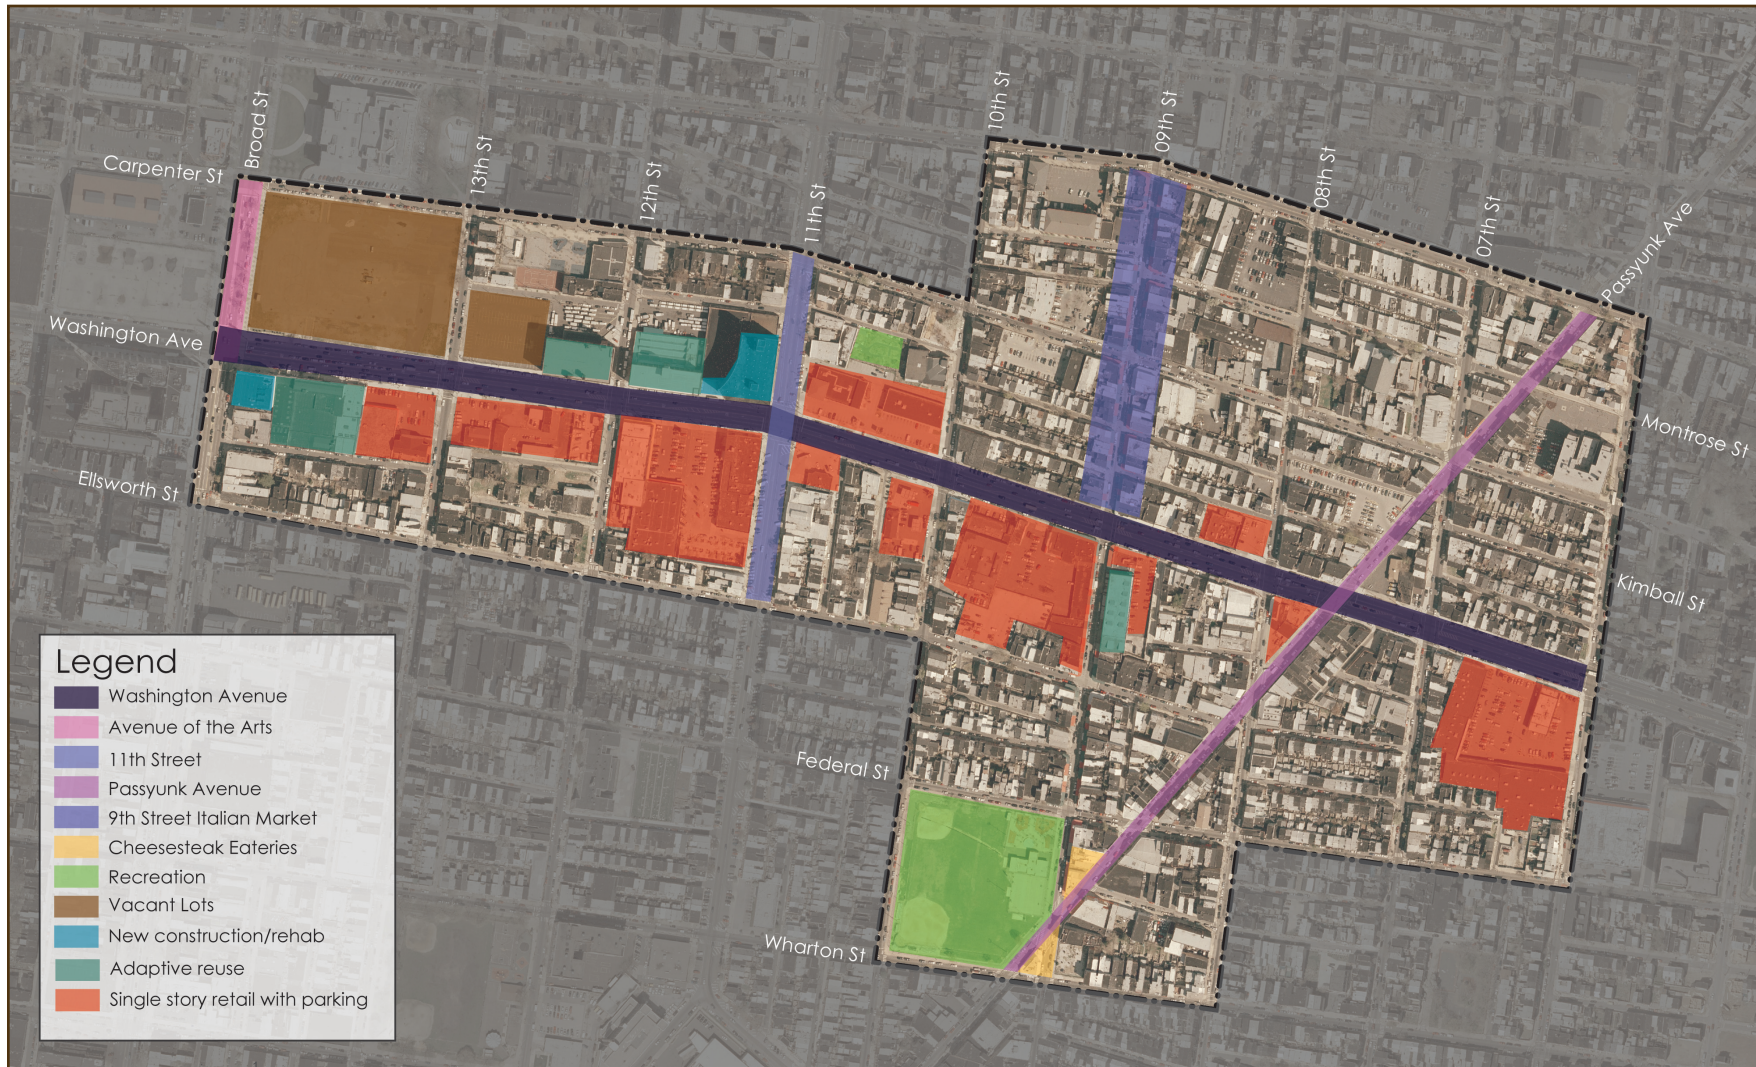 10th St
09th St
Broad St
13th St
08th St
Carpenter St
12th St
11th St
07th St
Passyunk Ave
Washington Ave
Montrose St
Ellsworth St
Kimball St
Federal St
Wharton St
Legend
Washington Avenue
Avenue of the Arts
11th Street
Passyunk Avenue
9th Street Italian Market
Cheesesteak Eateries
Recreation
Vacant Lots
New construction/rehab
Adaptive reuse
Single story retail with parking